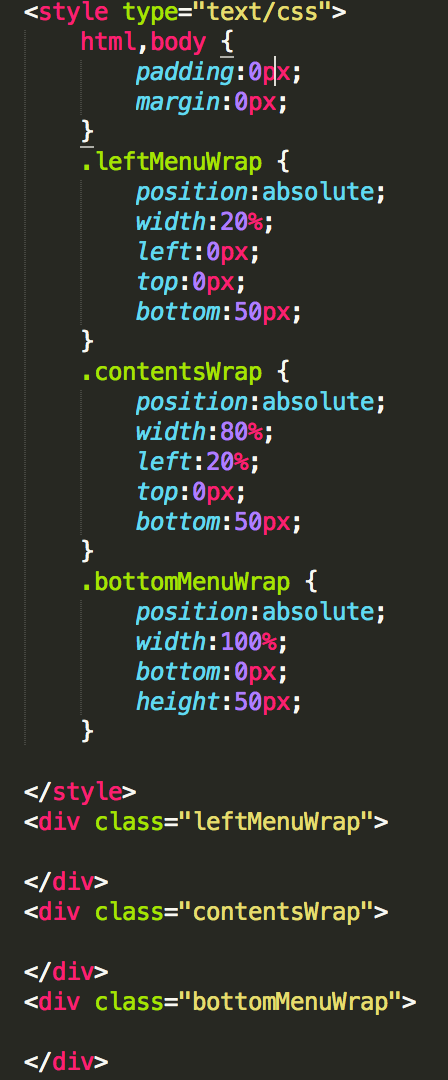 <style type="text/css">
html,body {
padding:0px;
margin:0px;
}
.leftMenuWrap {
position:absolute;
width:20%;
left:0px;
top:0px;
bottom:50px;
}
.contentsWrap {
position:absolute;
width:80%;
left:20%;
top:0px;
bottom:50px;
}
.bottomMenuWrap {
position:absolute;
width:100%;
bottom:0px;
height:50px;
}
</style>
<div class="leftMenuWrap">
</div>
<div class="contentsWrap">
</div>
<div class="bottomMenuWrap">
</div>